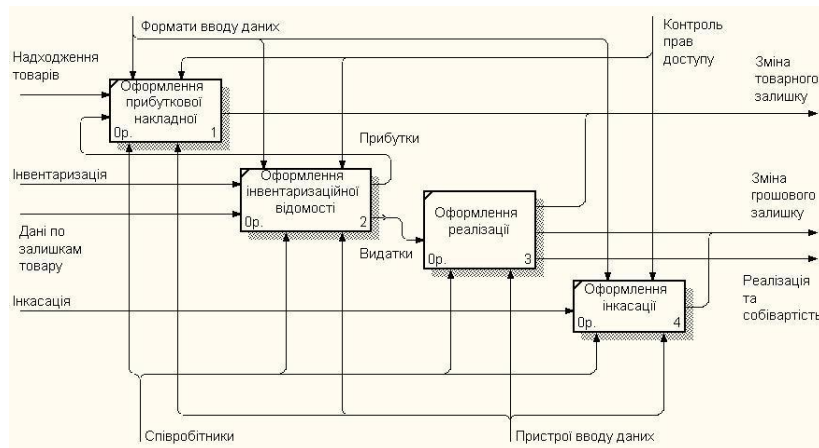 Формати вводу даних
Контроль
прав
доступу
Надходження
товарів
Зміна
товарного
залишку
Оформлення
прибуткової
накладної
0р. 1
Прибутки
Інвентаризація
Оформлення
інвентаризаційної
відомості
0р. 2
Зміна
грошового
залишку
Оформлення
реалізації
0р. 3
Дані по
залишкам
товару
Видатки
Реалізація
та
собівартість
Оформлення
інкасації
0р. 4
Інкасація
Співробітники
Пристрої вводу даних